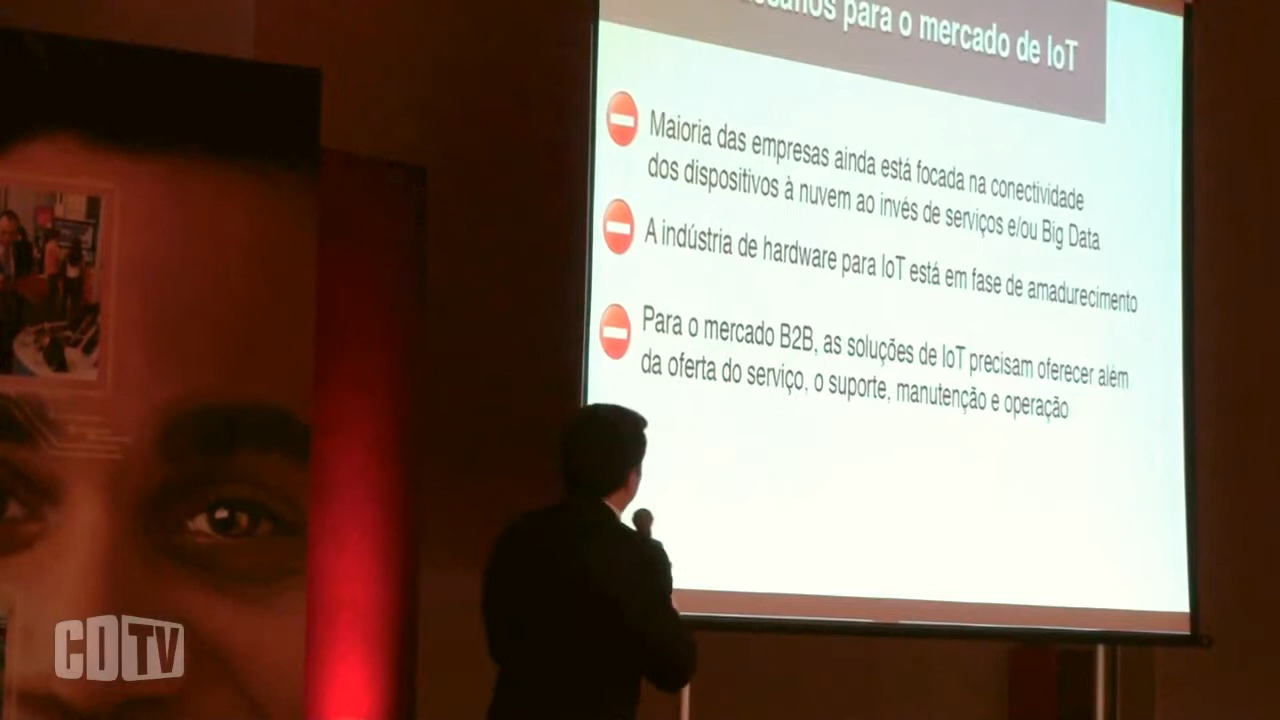 para o mercado de IoT
Maioria das empresas ainda está focada na conectividade
dos dispositivos à nuvem ao invés de serviços e/ou Big Data
A indústria de hardware para IoT está em fase de amadurecimento
Para o mercado B2B, as soluções de IoT precisam oferecer além
da oferta do serviço, o suporte, manutenção e operação
CDTV